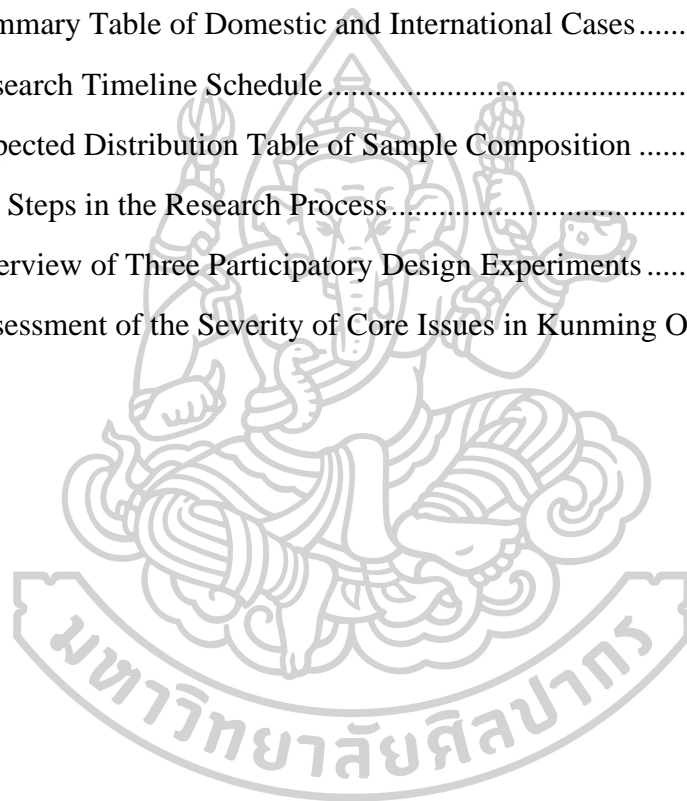 mmary Table of Domestic and International Cases......
search Timeline Schedule..........................................
pected Distribution Table of Sample Composition ......
Steps in the Research Process..................................
erview of Three Participatory Design Experiments......
sessment of the Severity of Core Issues in Kunming O
มหาวิทยาลัยศิลปากร